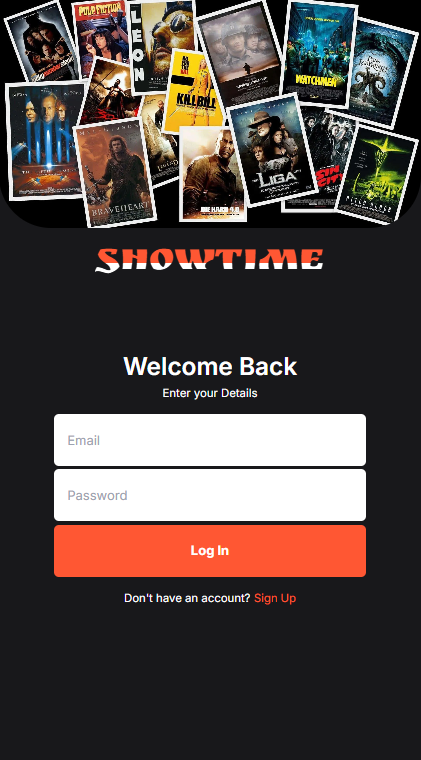 PULP FICTION
LEON
KILL BILL
WATCHMEN
BRAVEHEART
LIGA
SIN CITY
SHOWTIME
Welcome Back
Enter your Details
Email
Password
Log In
Don't have an account? Sign Up